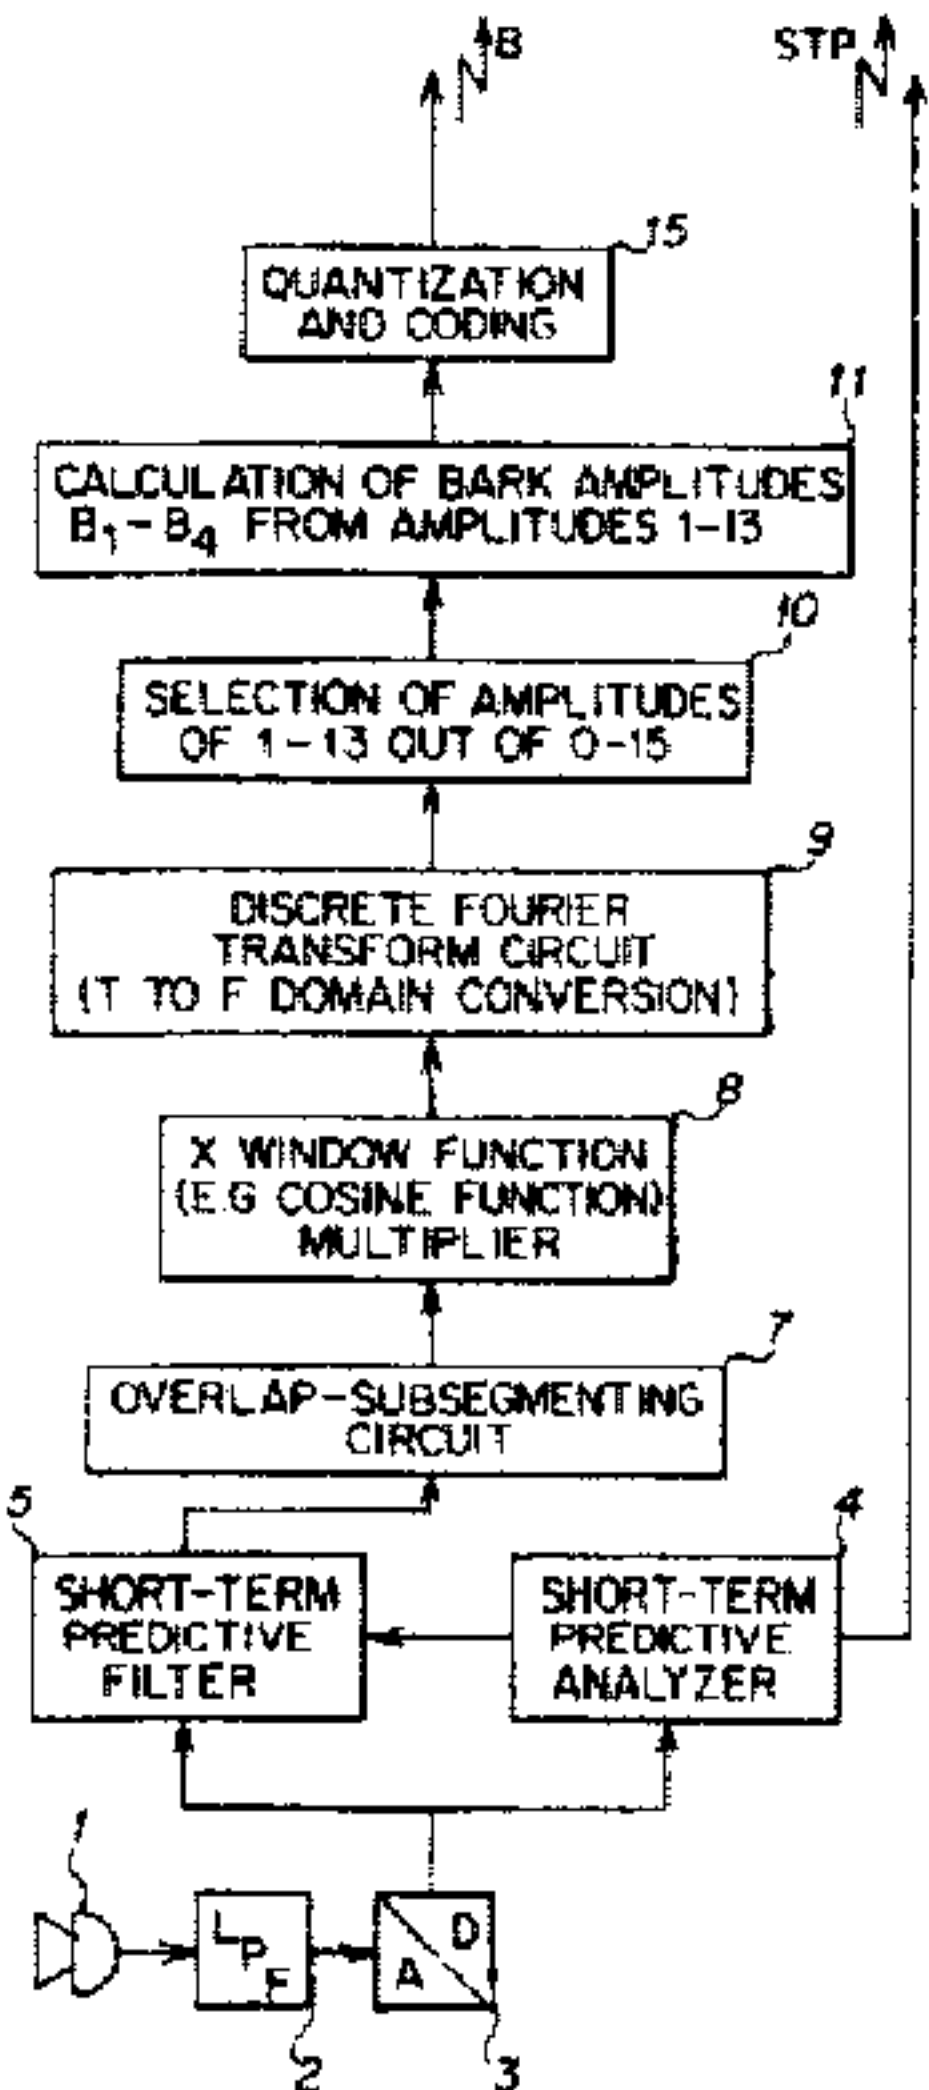 B
STP
15
QUANTIZATION
AND CODING
11
CALCULATION OF BARK AMPLITUDES
B1-B4 FROM AMPLITUDES 1-13
10
SELECTION OF AMPLITUDES
OF 1-13 OUT OF 0-15
9
DISCRETE FOURIER
TRANSFORM CIRCUIT
(T TO F DOMAIN CONVERSION)
8
X WINDOW FUNCTION
(E.G COSINE FUNCTION)
MULTIPLIER
7
OVERLAP-SUBSEGMENTING
CIRCUIT
5
SHORT-TERM
PREDICTIVE
FILTER
4
SHORT-TERM
PREDICTIVE
ANALYZER
1
LPF
2
A D
3